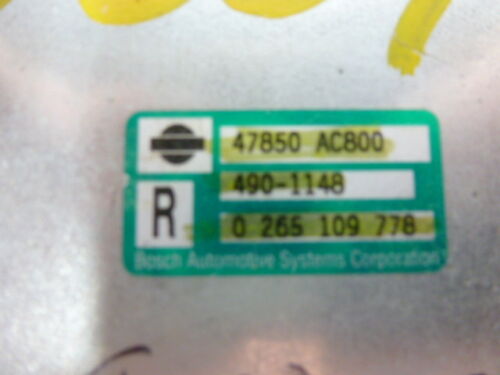 47850 AC800
490-1148
R
0 265 109 778
Bosch Automotive Systems Corporation